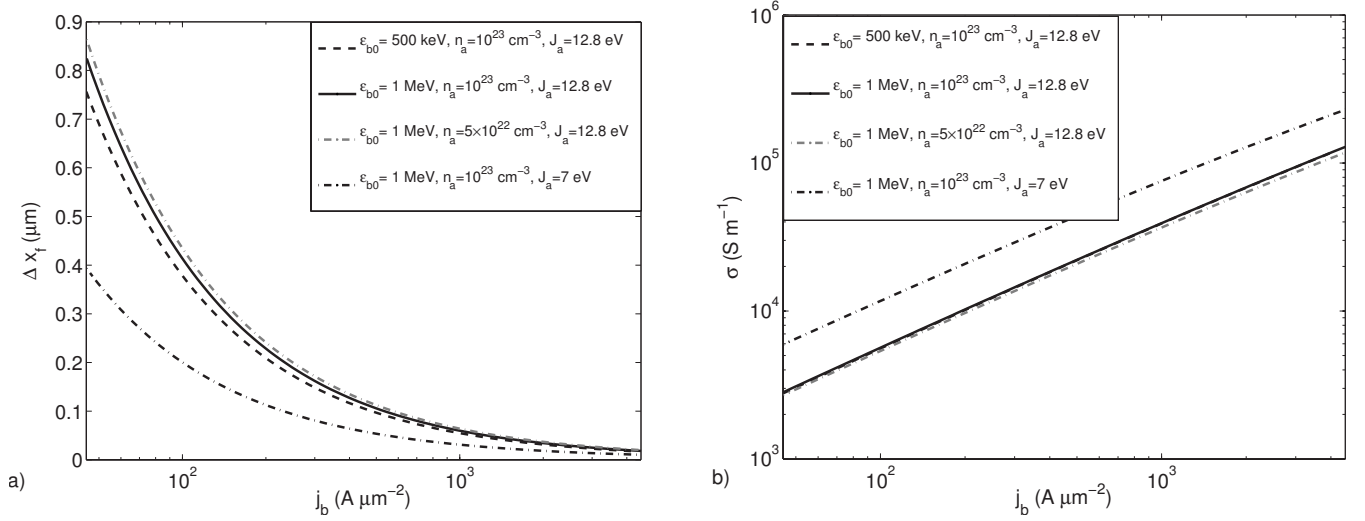 0.9
0.8
0.7
0.6
0.5
0.4
0.3
0.2
0.1
0
Δ x_f (μm)
ε_b0= 500 keV, n_a=10^23 cm^−3, J_a=12.8 eV
ε_b0= 1 MeV, n_a=10^23 cm^−3, J_a=12.8 eV
ε_b0= 1 MeV, n_a=5×10^22 cm^−3, J_a=12.8 eV
ε_b0= 1 MeV, n_a=10^23 cm^−3, J_a=7 eV
10^2
10^3
j_b (A μm^−2)
a)
10^6
10^5
10^4
10^3
σ (S m^−1)
ε_b0= 500 keV, n_a=10^23 cm^−3, J_a=12.8 eV
ε_b0= 1 MeV, n_a=10^23 cm^−3, J_a=12.8 eV
ε_b0= 1 MeV, n_a=5×10^22 cm^−3, J_a=12.8 eV
ε_b0= 1 MeV, n_a=10^23 cm^−3, J_a=7 eV
10^2
10^3
j_b (A μm^−2)
b)